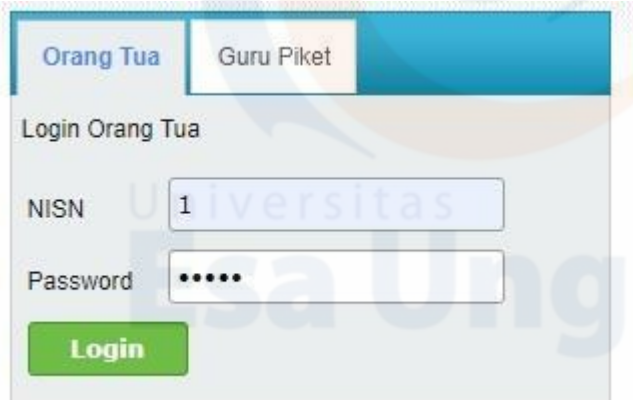 Orang Tua Guru Piket
Login Orang Tua
NISN 1
Universitas
Password •••••
Esa Ung
Login